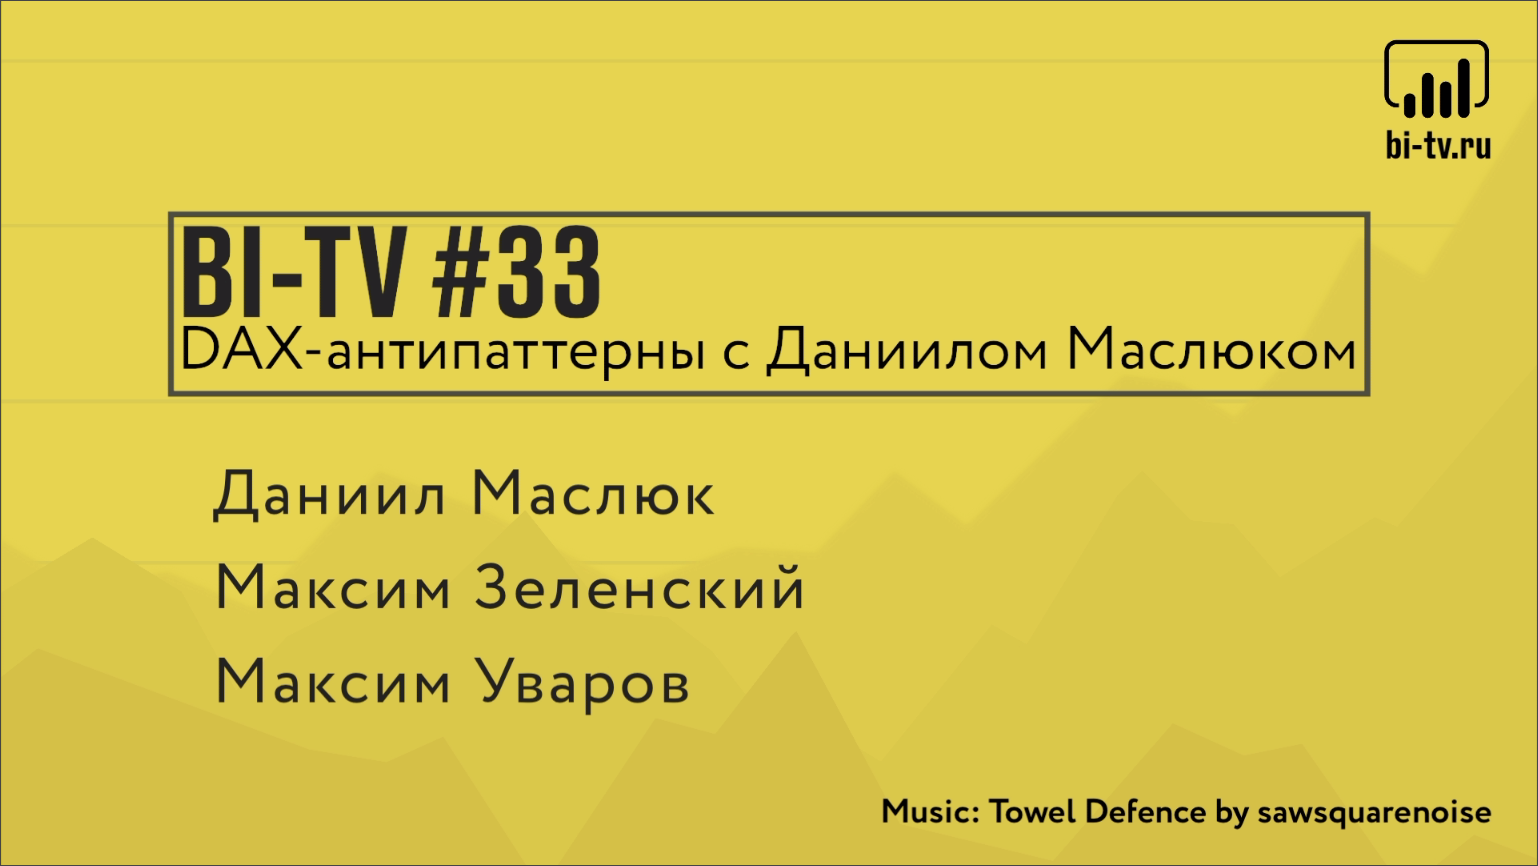 bi-tv.ru
BI-TV #33
DAX-антипаттерны с Даниилом Маслюком
Даниил Маслюк
Максим Зеленский
Максим Уваров
Music: Towel Defence by sawsquarenoise